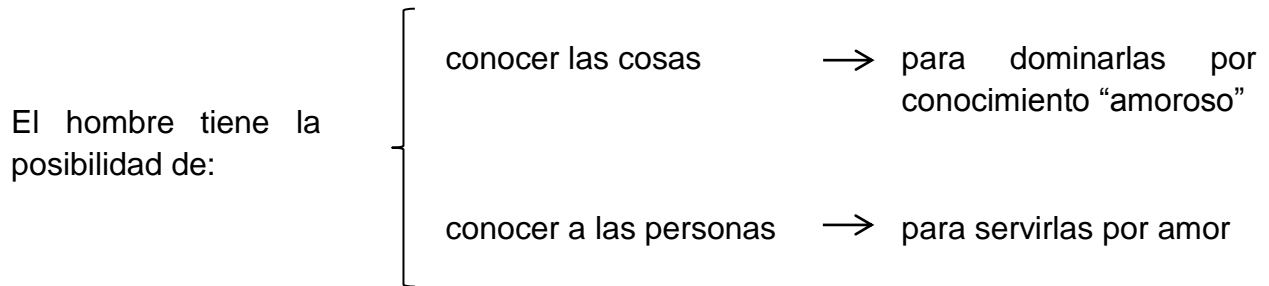 conocer las cosas → para dominarlas por
conocimiento “amoroso”
El hombre tiene la
posibilidad de:
conocer a las personas → para servirlas por amor